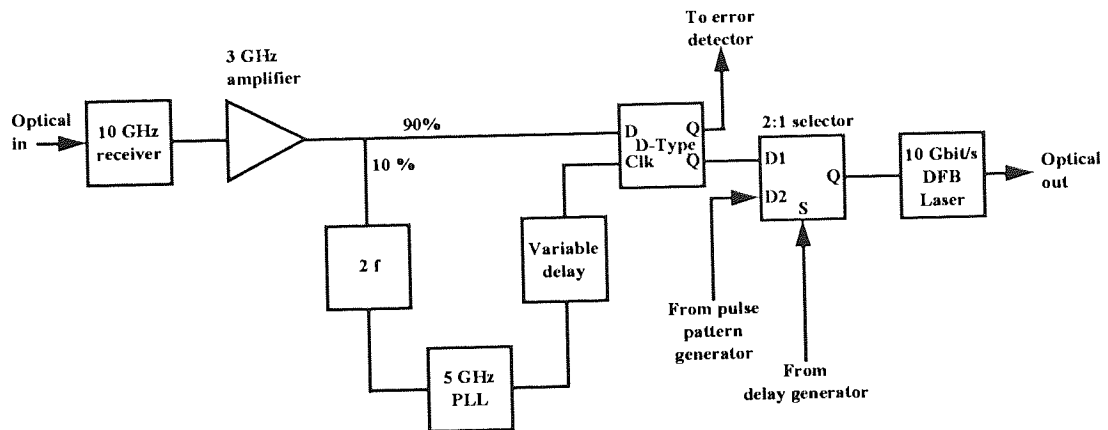 To error
detector
3 GHz
amplifier
Optical
in
10 GHz
receiver
90%
10 %
D
Q
D-Type
Clk
Q
2:1 selector
D1
D2
Q
S
10 Gbit/s
DFB
Laser
Optical
out
2 f
Variable
delay
5 GHz
PLL
From pulse
pattern
generator
From
delay generator